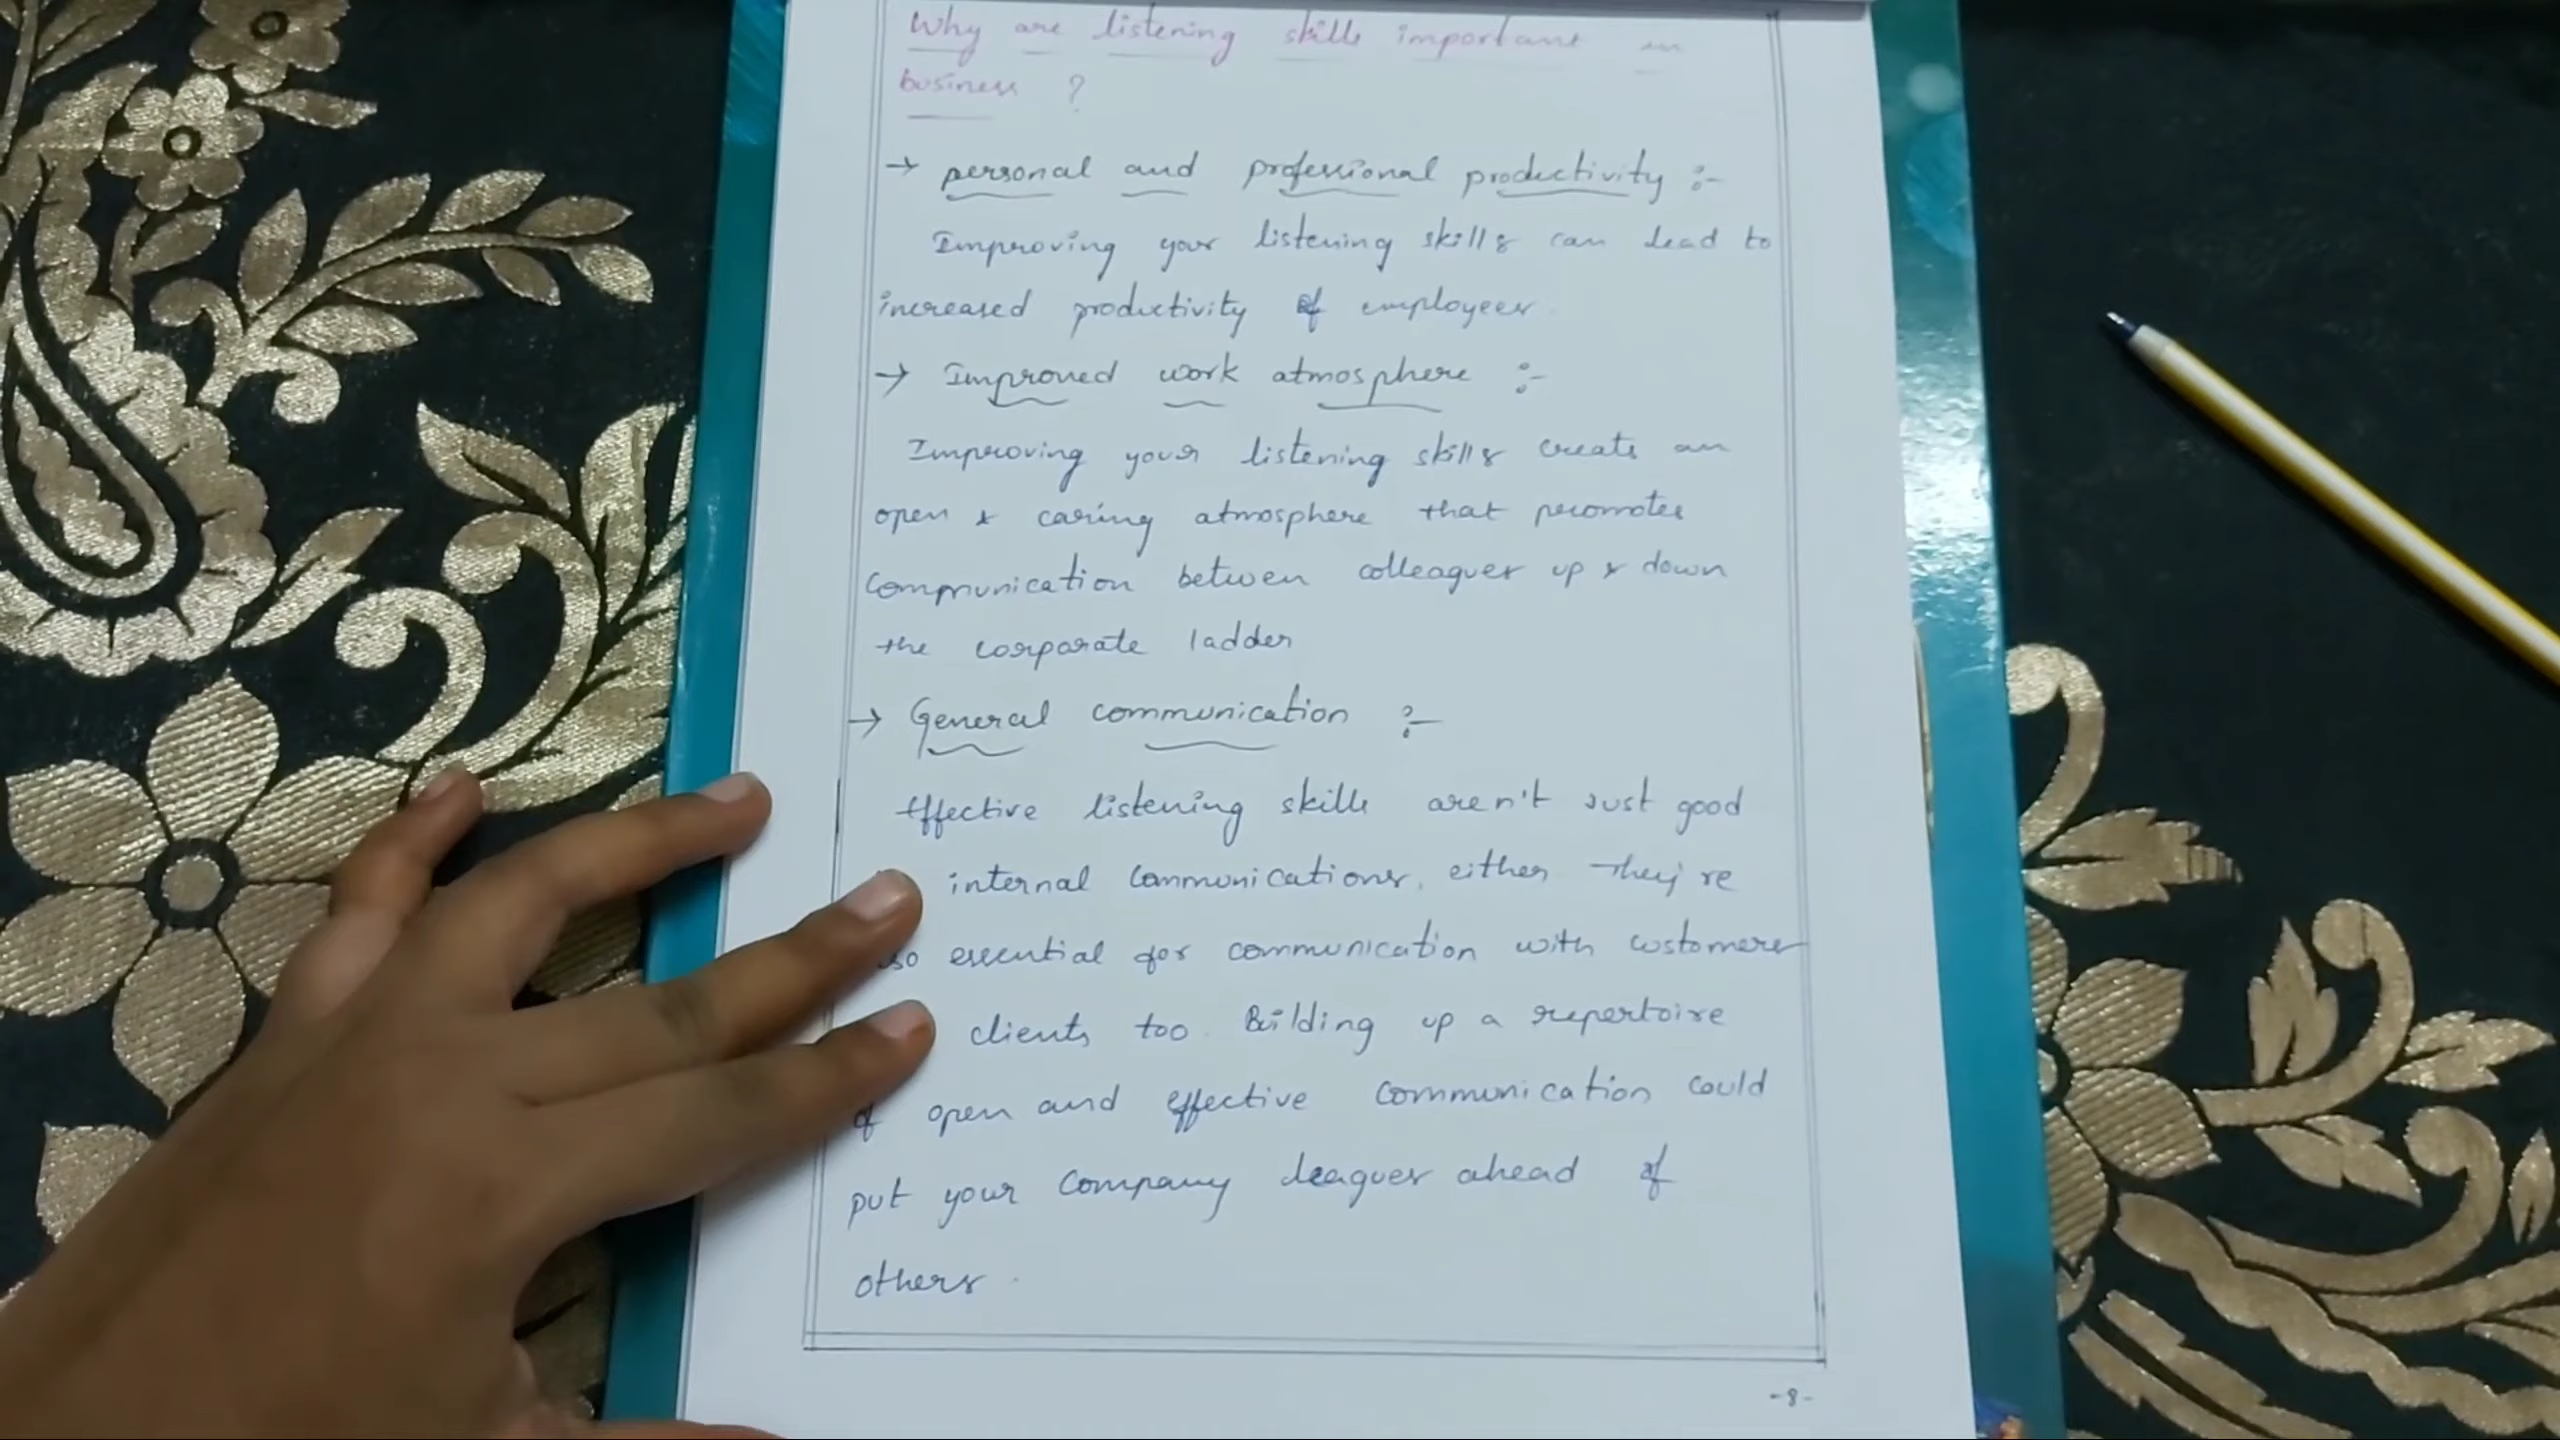 Why are listening skills important in
business ?
→ personal and professional productivity :-
Improving your listening skills can lead to
increased productivity of employees.
→ Improved work atmosphere :-
Improving your listening skills create an
open & caring atmosphere that promotes
communication between colleagues up & down
the corporate ladder
→ General communication :-
Effective listening skills aren't just good
internal communications, either They're
so essential for communication with customers
clients too. Building up a repertoire
of open and effective communication could
put your company leagues ahead of
others.
-8-